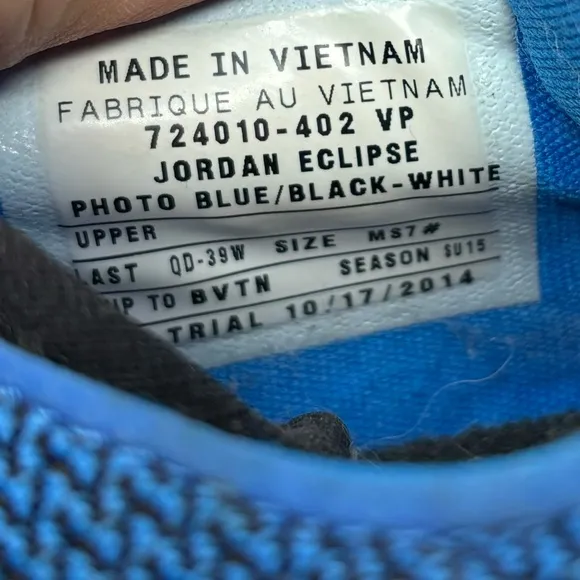 MADE IN VIETNAM
FABRIQUE AU VIETNAM
724010-402 VP
JORDAN ECLIPSE
PHOTO BLUE/BLACK-WHITE
UPPER
LAST QD-39W SIZE MS7#
TO BVTN SEASON SU15
TRIAL 10/17/2014